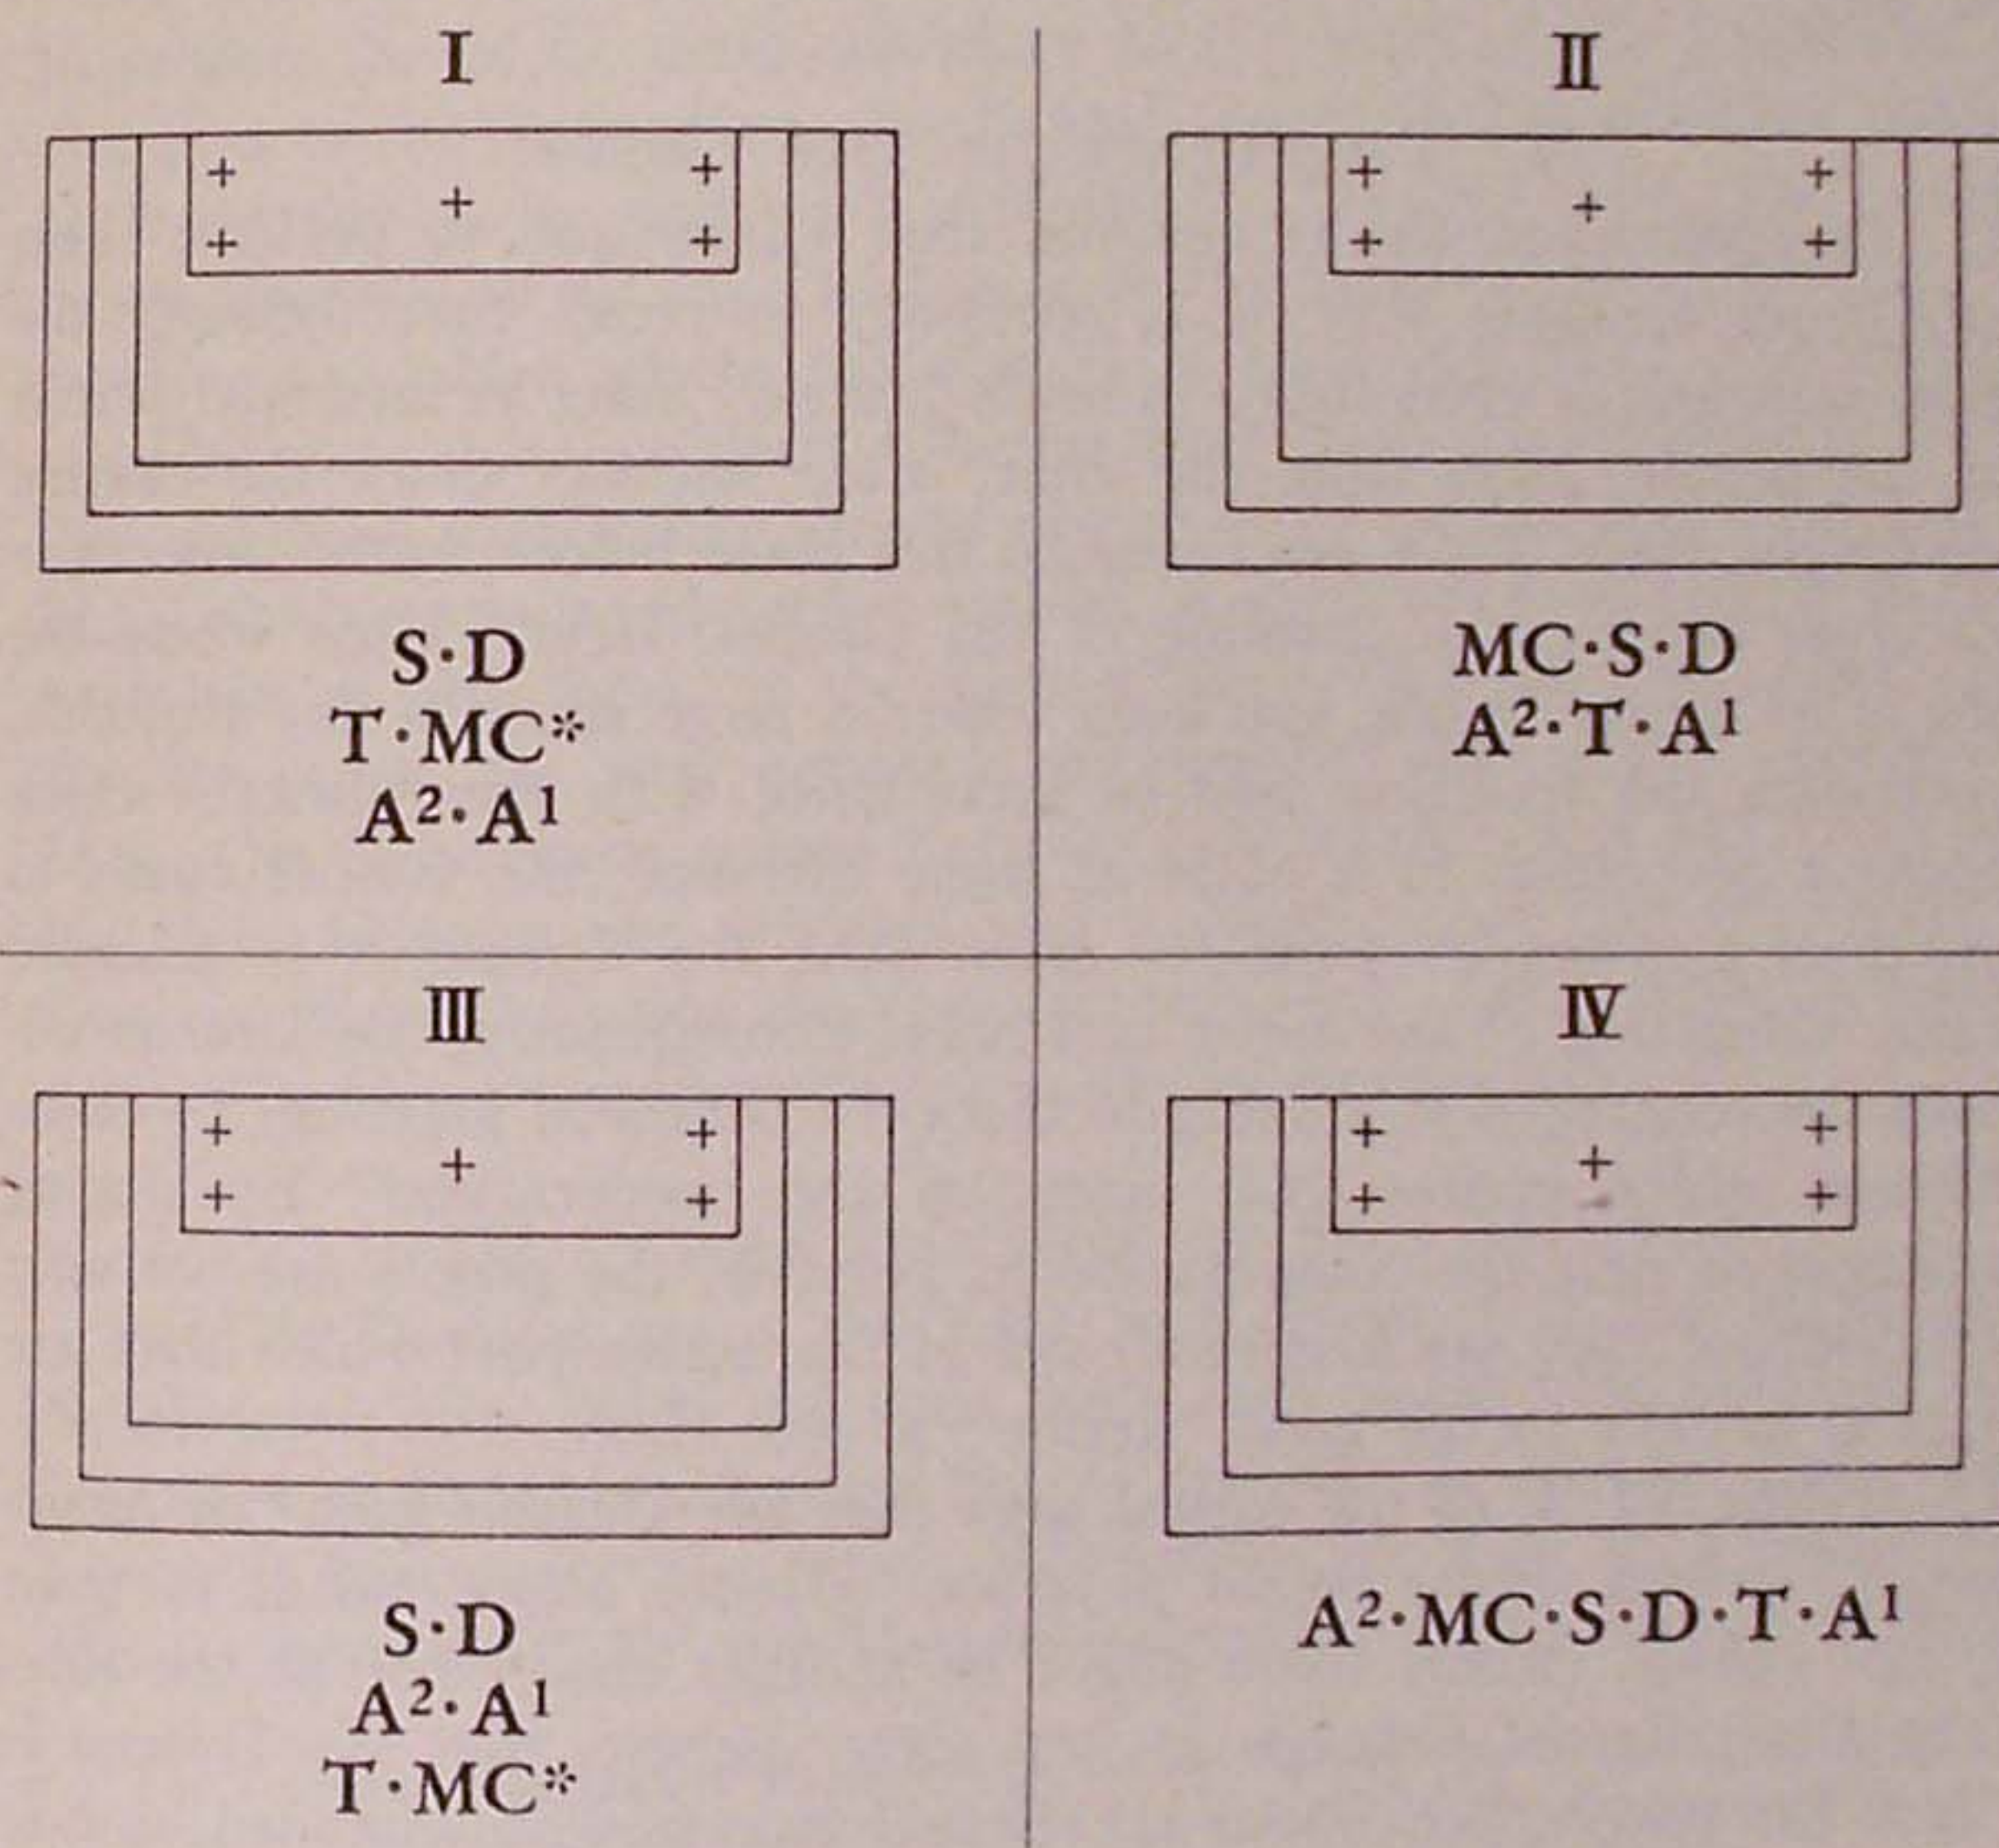 I
+ +
+
+ +
S·D
T·MC*
A²·A¹
II
+ +
+
+ +
MC·S·D
A²·T·A¹
III
+ +
+
+ +
S·D
A²·A¹
T·MC*
IV
+ +
+
+ +
A²·MC·S·D·T·A¹